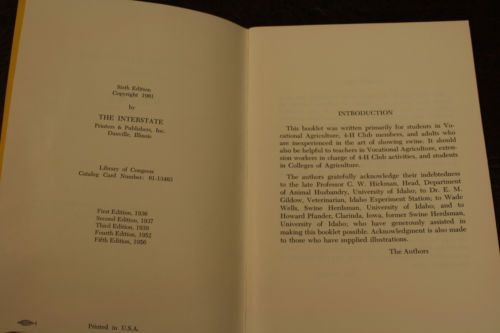 Sixth Edition
Copyright 1961
by
THE INTERSTATE
Printers & Publishers, Inc.
Danville, Illinois
Library of Congress
Catalog Card Number: 61-13465
First Edition, 1936
Second Edition, 1937
Third Edition, 1939
Fourth Edition, 1952
Fifth Edition, 1956
Printed in U.S.A.
INTRODUCTION
This booklet was written primarily for students in Vo-
cational Agriculture, 4-H Club members, and adults who
are inexperienced in the art of showing swine. It should
also be helpful to teachers in Vocational Agriculture, exten-
sion workers in charge of 4-H Club activities, and students
in Colleges of Agriculture.
The authors gratefully acknowledge their indebtedness
to the late Professor C. W. Hickman, Head, Department
of Animal Husbandry, University of Idaho; to Dr. E. M.
Gildow, Veterinarian, Idaho Experiment Station; to Wade
Wells, Swine Herdsman, University of Idaho; and to
Howard Pfander, Clarinda, Iowa, former Swine Herdsman,
University of Idaho; who have generously assisted in
making this booklet possible. Acknowledgment is also made
to those who have supplied illustrations.
The Authors